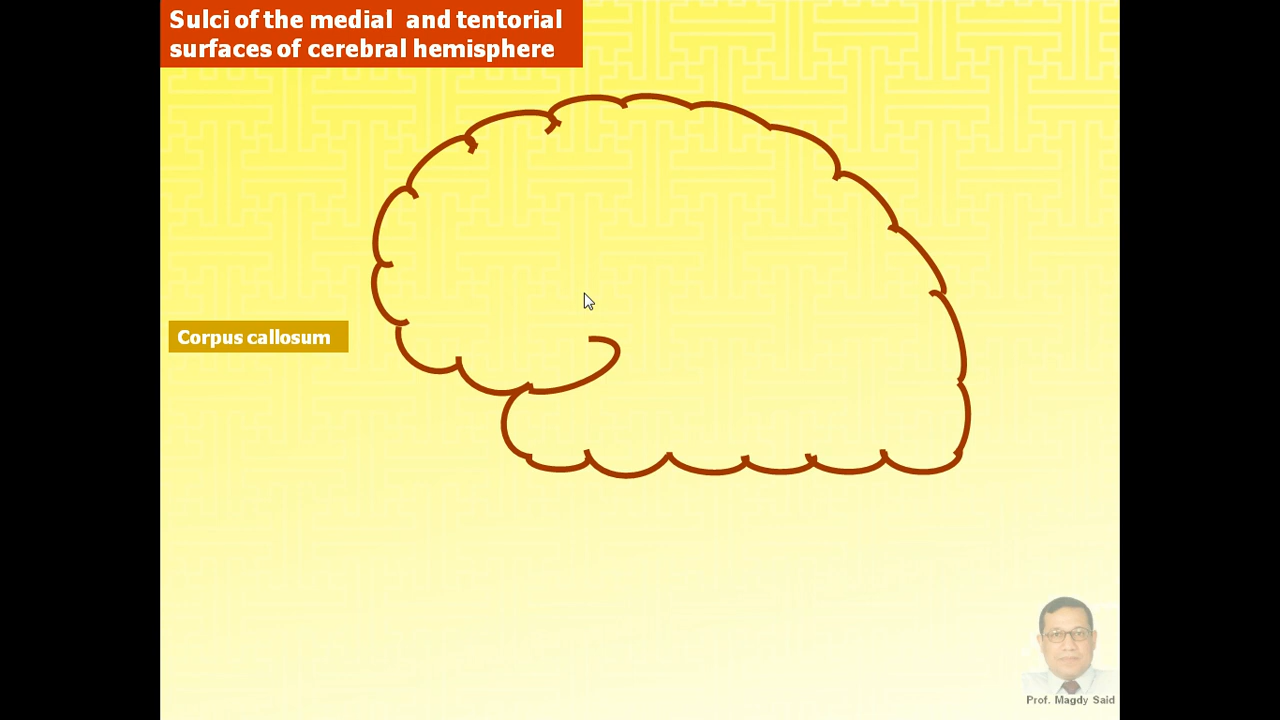 Sulci of the medial and tentorial
surfaces of cerebral hemisphere
Corpus callosum
Prof. Magdy Said